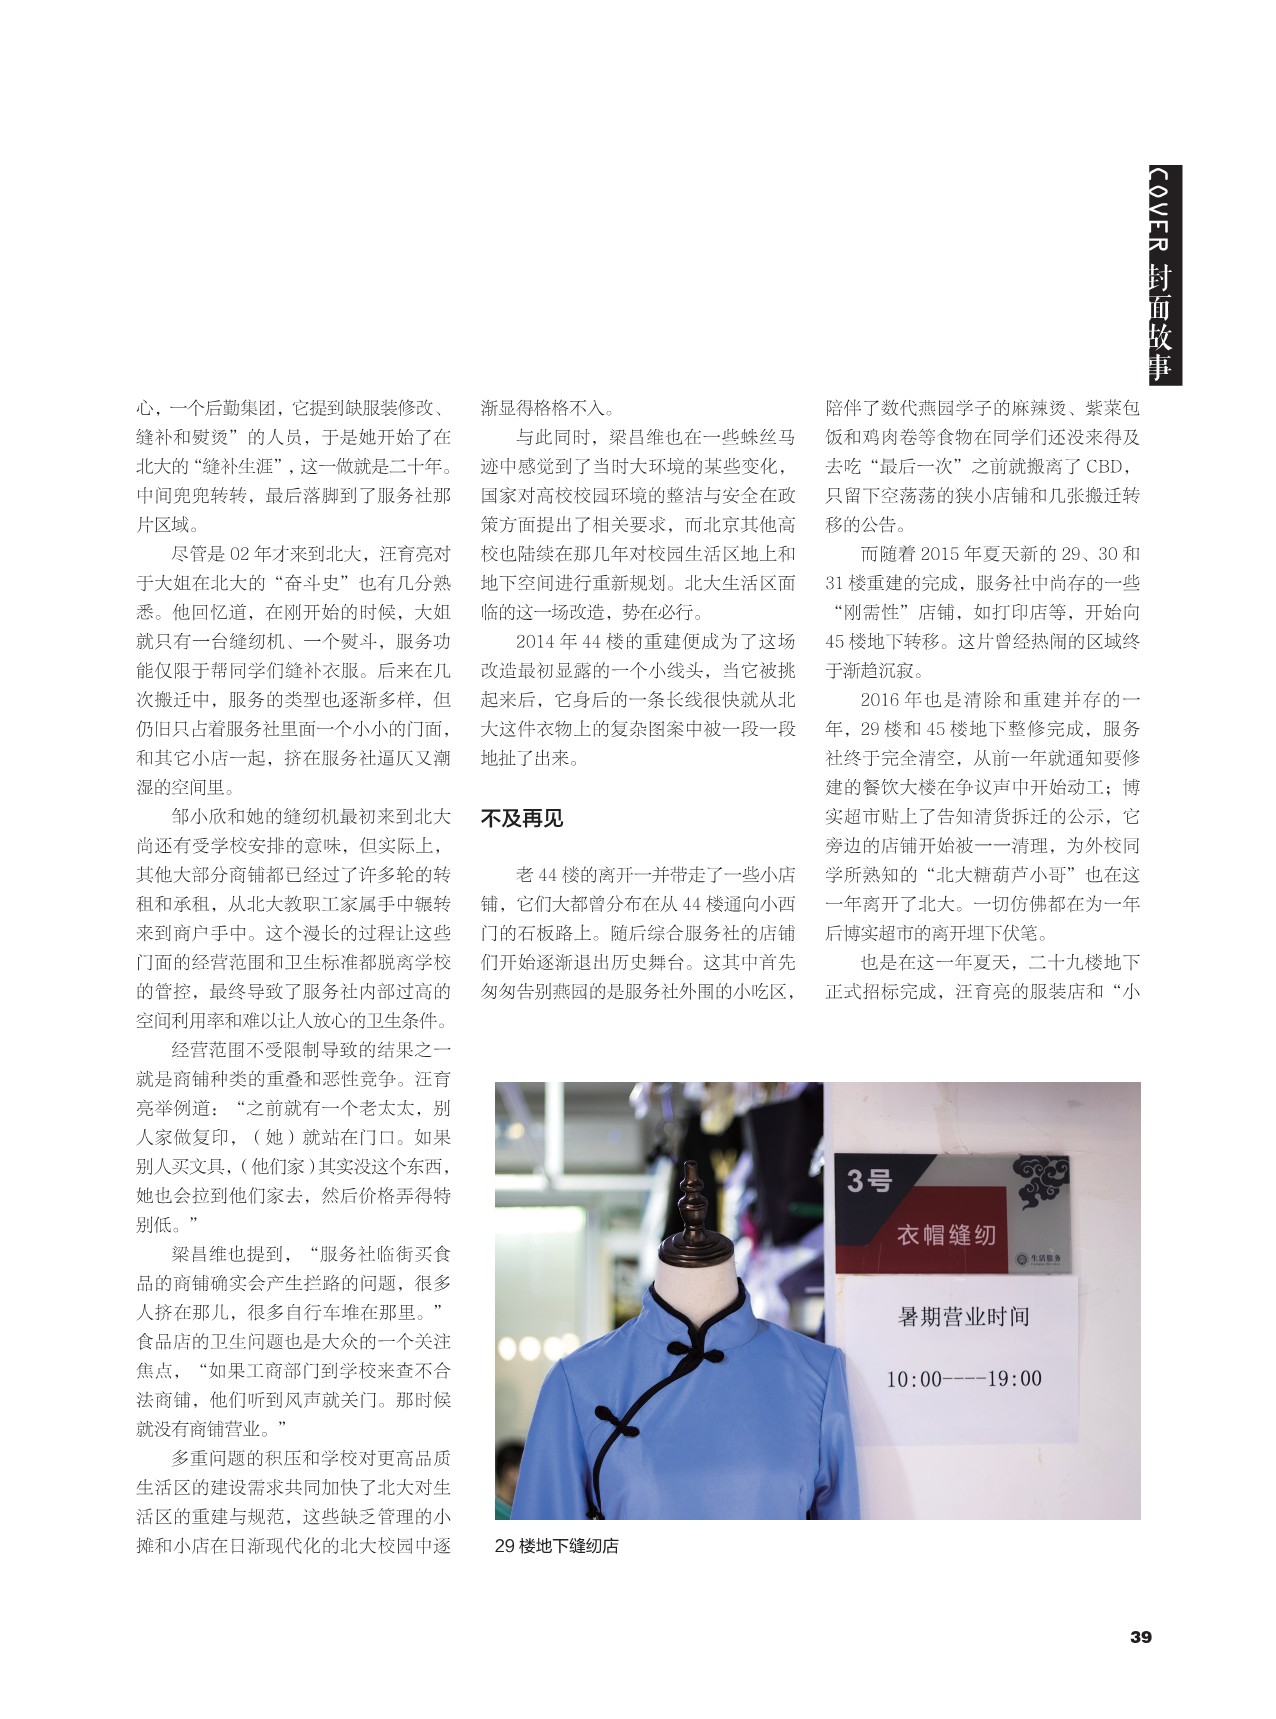 COVER 封面故事
心，一个后勤集团，它提到缺服装修改、
缝补和熨烫”的人员，于是她开始了在
北大的“缝补生涯”，这一做就是二十年。
中间兜兜转转，最后落脚到了服务社那
片区域。
尽管是 02 年才来到北大，汪育亮对
于大姐在北大的“奋斗史”也有几分熟
悉。他回忆道，在刚开始的时候，大姐
就只有一台缝纫机、一个熨斗，服务功
能仅限于帮同学们缝补衣服。后来在几
次搬迁中，服务的类型也逐渐多样，但
仍旧只占着服务社里面一个小小的门面，
和其它小店一起，挤在服务社逼仄又潮
湿的空间里。
邹小欣和她的缝纫机最初来到北大
尚还有受学校安排的意味，但实际上，
其他大部分商铺都已经过了许多轮的转
租和承租，从北大教职工家属手中辗转
来到商户手中。这个漫长的过程让这些
门面的经营范围和卫生标准都脱离学校
的管控，最终导致了服务社内部过高的
空间利用率和难以让人放心的卫生条件。
经营范围不受限制导致的结果之一
就是商铺种类的重叠和恶性竞争。汪育
亮举例道：“之前就有一个老太太，别
人家做复印，（她）就站在门口。如果
别人买文具，（他们家）其实没这个东西，
她也会拉到他们家去，然后价格弄得特
别低。”
梁昌维也提到，“服务社临街买食
品的商铺确实会产生拦路的问题，很多
人挤在那儿，很多自行车堆在那里。”
食品店的卫生问题也是大众的一个关注
焦点，“如果工商部门到学校来查不合
法商铺，他们听到风声就关门。那时候
就没有商铺营业。”
多重问题的积压和学校对更高品质
生活区的建设需求共同加快了北大对生
活区的重建与规范，这些缺乏管理的小
摊和小店在日渐现代化的北大校园中逐
渐显得格格不入。
与此同时，梁昌维也在一些蛛丝马
迹中感觉到了当时大环境的某些变化，
国家对高校校园环境的整洁与安全在政
策方面提出了相关要求，而北京其他高
校也陆续在那几年对校园生活区地上和
地下空间进行重新规划。北大生活区面
临的这一场改造，势在必行。
2014 年 44 楼的重建便成为了这场
改造最初显露的一个小线头，当它被挑
起来后，它身后的一条长线很快就从北
大这件衣物上的复杂图案中被一段一段
地扯了出来。
不及再见
老 44 楼的离开一并带走了一些小店
铺，它们大都曾分布在从 44 楼通向小西
门的石板路上。随后综合服务社的店铺
们开始逐渐退出历史舞台。这其中首先
匆匆告别燕园的是服务社外围的小吃区，
陪伴了数代燕园学子的麻辣烫、紫菜包
饭和鸡肉卷等食物在同学们还没来得及
去吃“最后一次”之前就搬离了 CBD，
只留下空荡荡的狭小店铺和几张搬迁转
移的公告。
而随着 2015 年夏天新的 29、30 和
31 楼重建的完成，服务社中尚存的一些
“刚需性”店铺，如打印店等，开始向
45 楼地下转移。这片曾经热闹的区域终
于渐趋沉寂。
2016 年也是清除和重建并存的一
年，29 楼和 45 楼地下整修完成，服务
社终于完全清空，从前一年就通知要修
建的餐饮大楼在争议声中开始动工；博
实超市贴上了告知清货拆迁的公示，它
旁边的店铺开始被一一清理，为外校同
学所熟知的“北大糖葫芦小哥”也在这
一年离开了北大。一切仿佛都在为一年
后博实超市的离开埋下伏笔。
也是在这一年夏天，二十九楼地下
正式招标完成，汪育亮的服装店和“小
3号
衣帽缝纫
生活服务
暑期营业时间
10:00----19:00
29 楼地下缝纫店
39